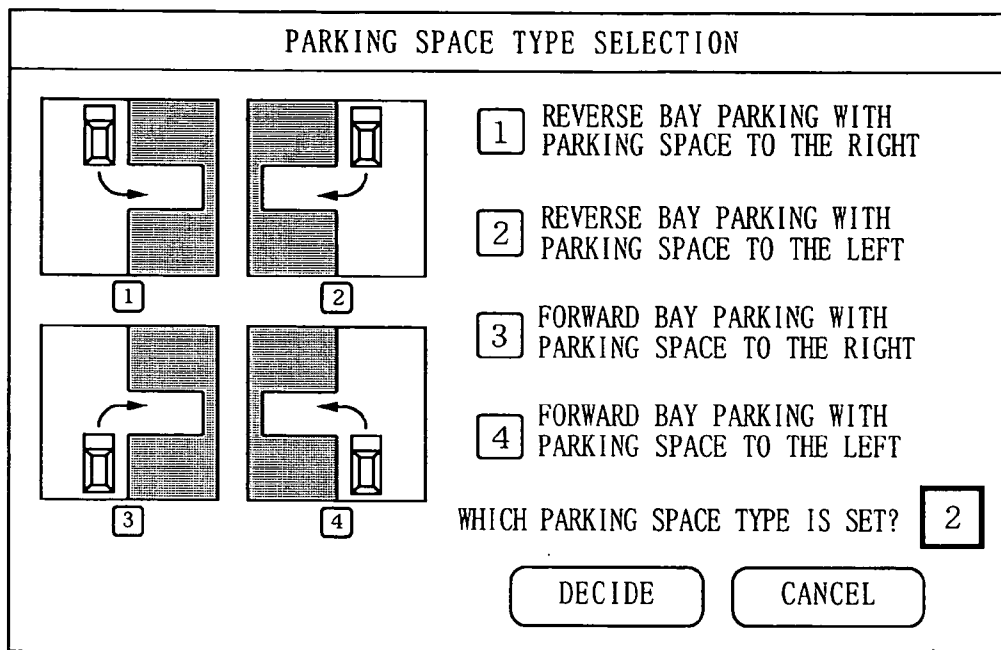 PARKING SPACE TYPE SELECTION
1
2
3
4
1 REVERSE BAY PARKING WITH
PARKING SPACE TO THE RIGHT
2 REVERSE BAY PARKING WITH
PARKING SPACE TO THE LEFT
3 FORWARD BAY PARKING WITH
PARKING SPACE TO THE RIGHT
4 FORWARD BAY PARKING WITH
PARKING SPACE TO THE LEFT
WHICH PARKING SPACE TYPE IS SET? 2
DECIDE CANCEL